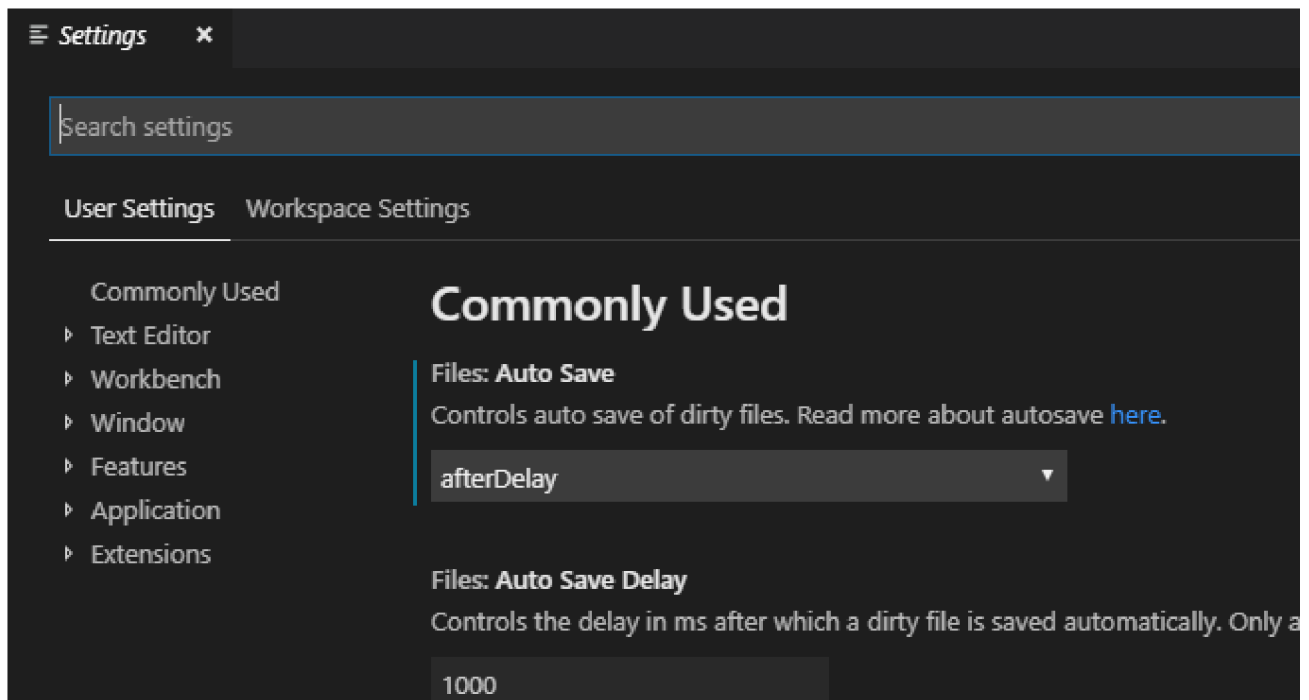 Settings
Search settings
User Settings Workspace Settings
Commonly Used
Text Editor
Workbench
Window
Features
Application
Extensions
Commonly Used
Files: Auto Save
Controls auto save of dirty files. Read more about autosave here.
afterDelay
Files: Auto Save Delay
Controls the delay in ms after which a dirty file is saved automatically. Only a
1000